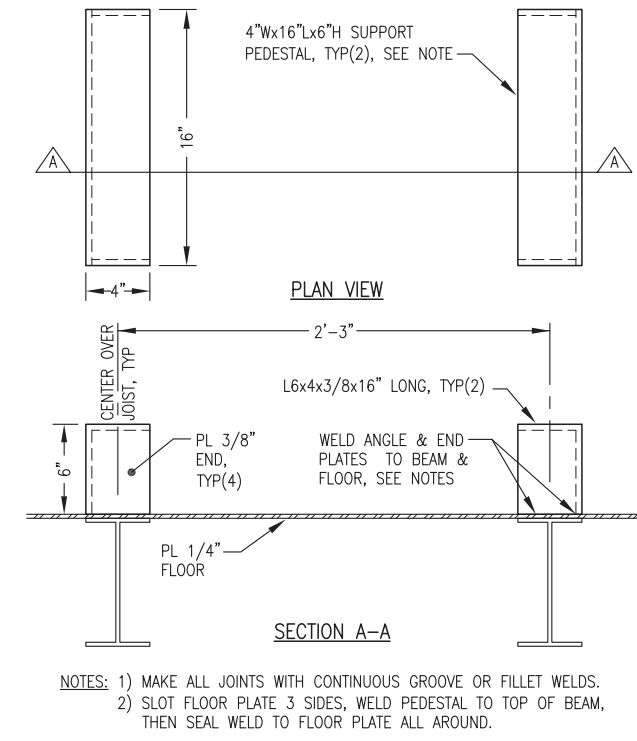 4"Wx16"Lx6"H SUPPORT
PEDESTAL, TYP(2), SEE NOTE
A
A
16"
4"
PLAN VIEW
2'-3"
CENTER OVER
JOIST, TYP
L6x4x3/8x16" LONG, TYP(2)
6"
PL 3/8"
END,
TYP(4)
WELD ANGLE & END
PLATES TO BEAM &
FLOOR, SEE NOTES
PL 1/4"
FLOOR
SECTION A-A
NOTES: 1) MAKE ALL JOINTS WITH CONTINUOUS GROOVE OR FILLET WELDS.
2) SLOT FLOOR PLATE 3 SIDES, WELD PEDESTAL TO TOP OF BEAM,
THEN SEAL WELD TO FLOOR PLATE ALL AROUND.